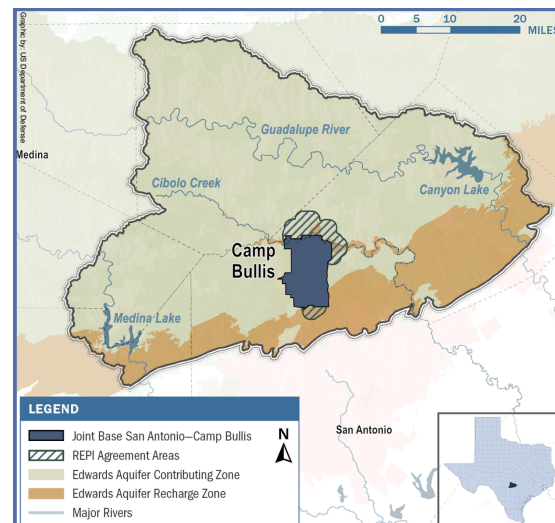 Graphic by: US Department of Defense
0 5 10 20
MILES
Guadalupe River
Medina
Cibolo Creek
Canyon Lake
Camp
Bullis
Medina Lake
LEGEND
Joint Base San Antonio—Camp Bullis
REPI Agreement Areas
Edwards Aquifer Contributing Zone
Edwards Aquifer Recharge Zone
Major Rivers
N
San Antonio